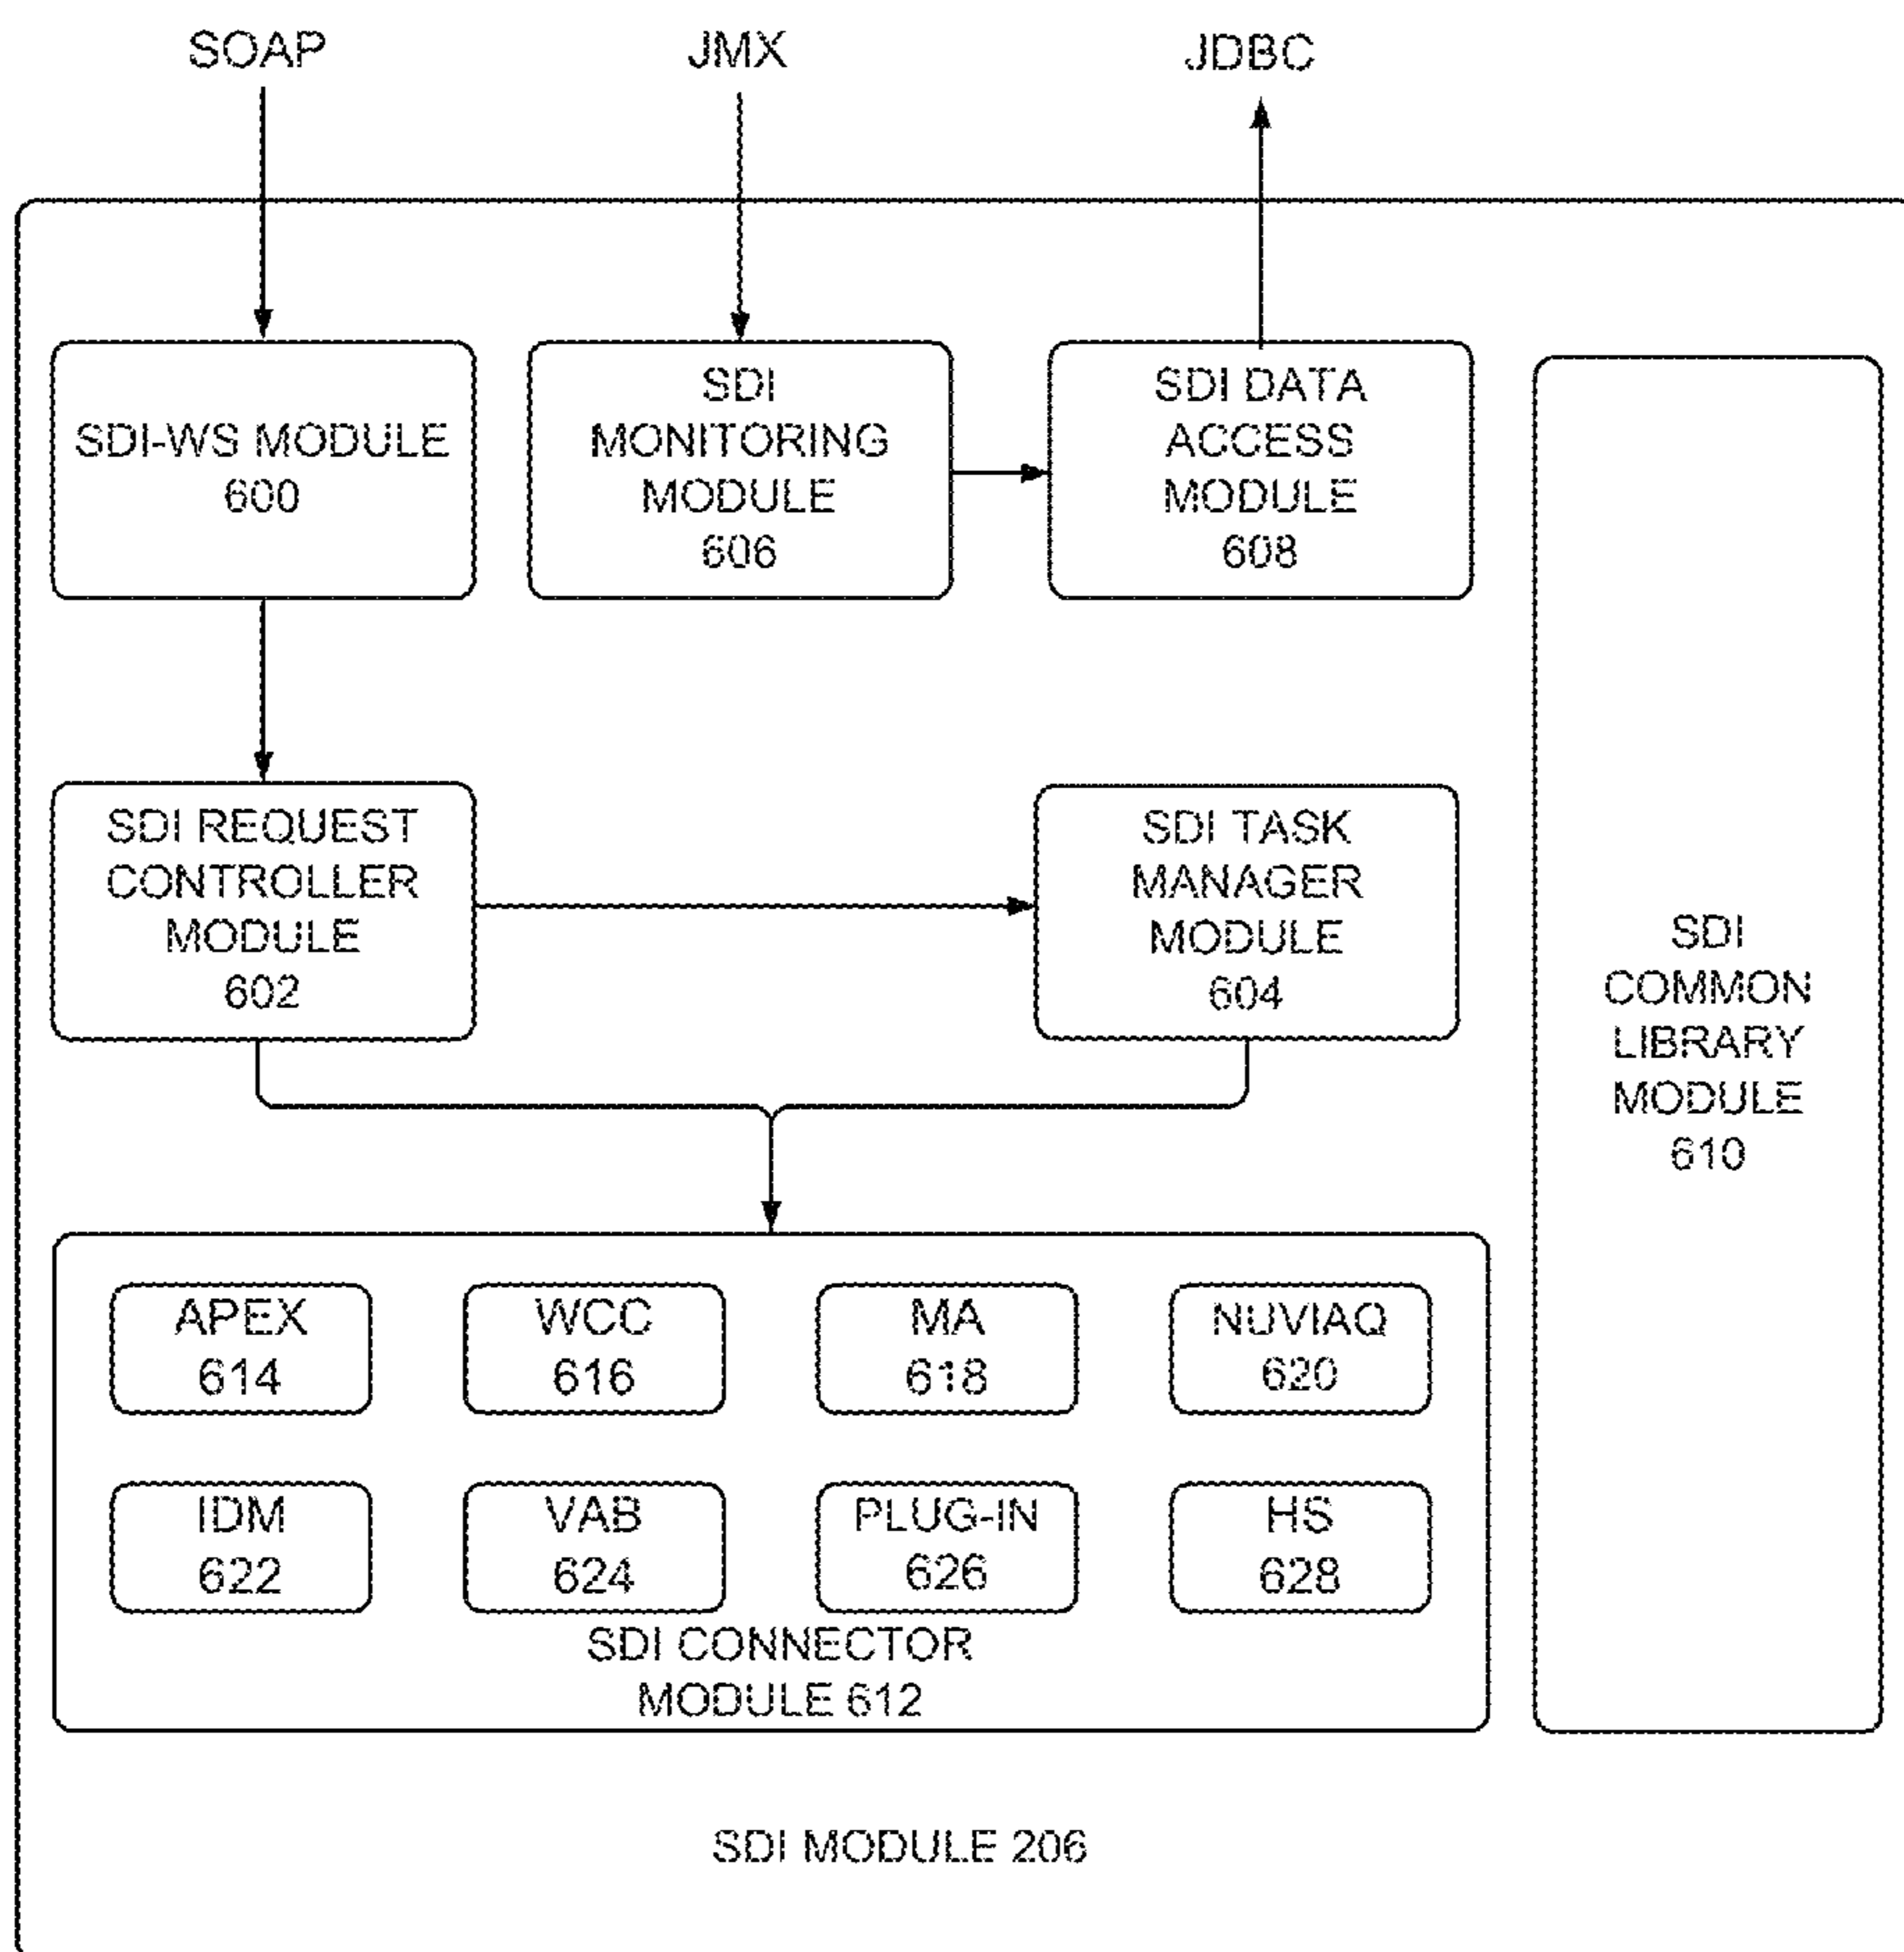 SOAP
JMX
JDBC
SDI-WS MODULE
600
SDI
MONITORING
MODULE
606
SDI DATA
ACCESS
MODULE
608
SDI REQUEST
CONTROLLER
MODULE
602
SDI TASK
MANAGER
MODULE
604
SDI
COMMON
LIBRARY
MODULE
610
APEX
614
WCC
616
MA
618
NUVIAQ
620
IDM
622
VAB
624
PLUG-IN
626
HS
628
SDI CONNECTOR
MODULE 612
SDI MODULE 206